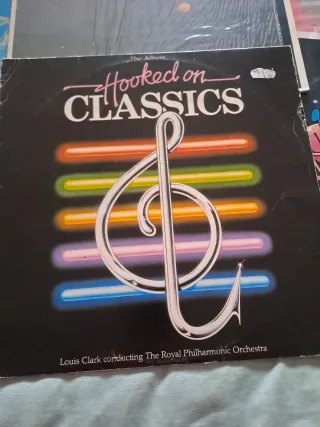 The Album
Hooked on
CLASSICS
Louis Clark conducting The Royal Philharmonic Orchestra